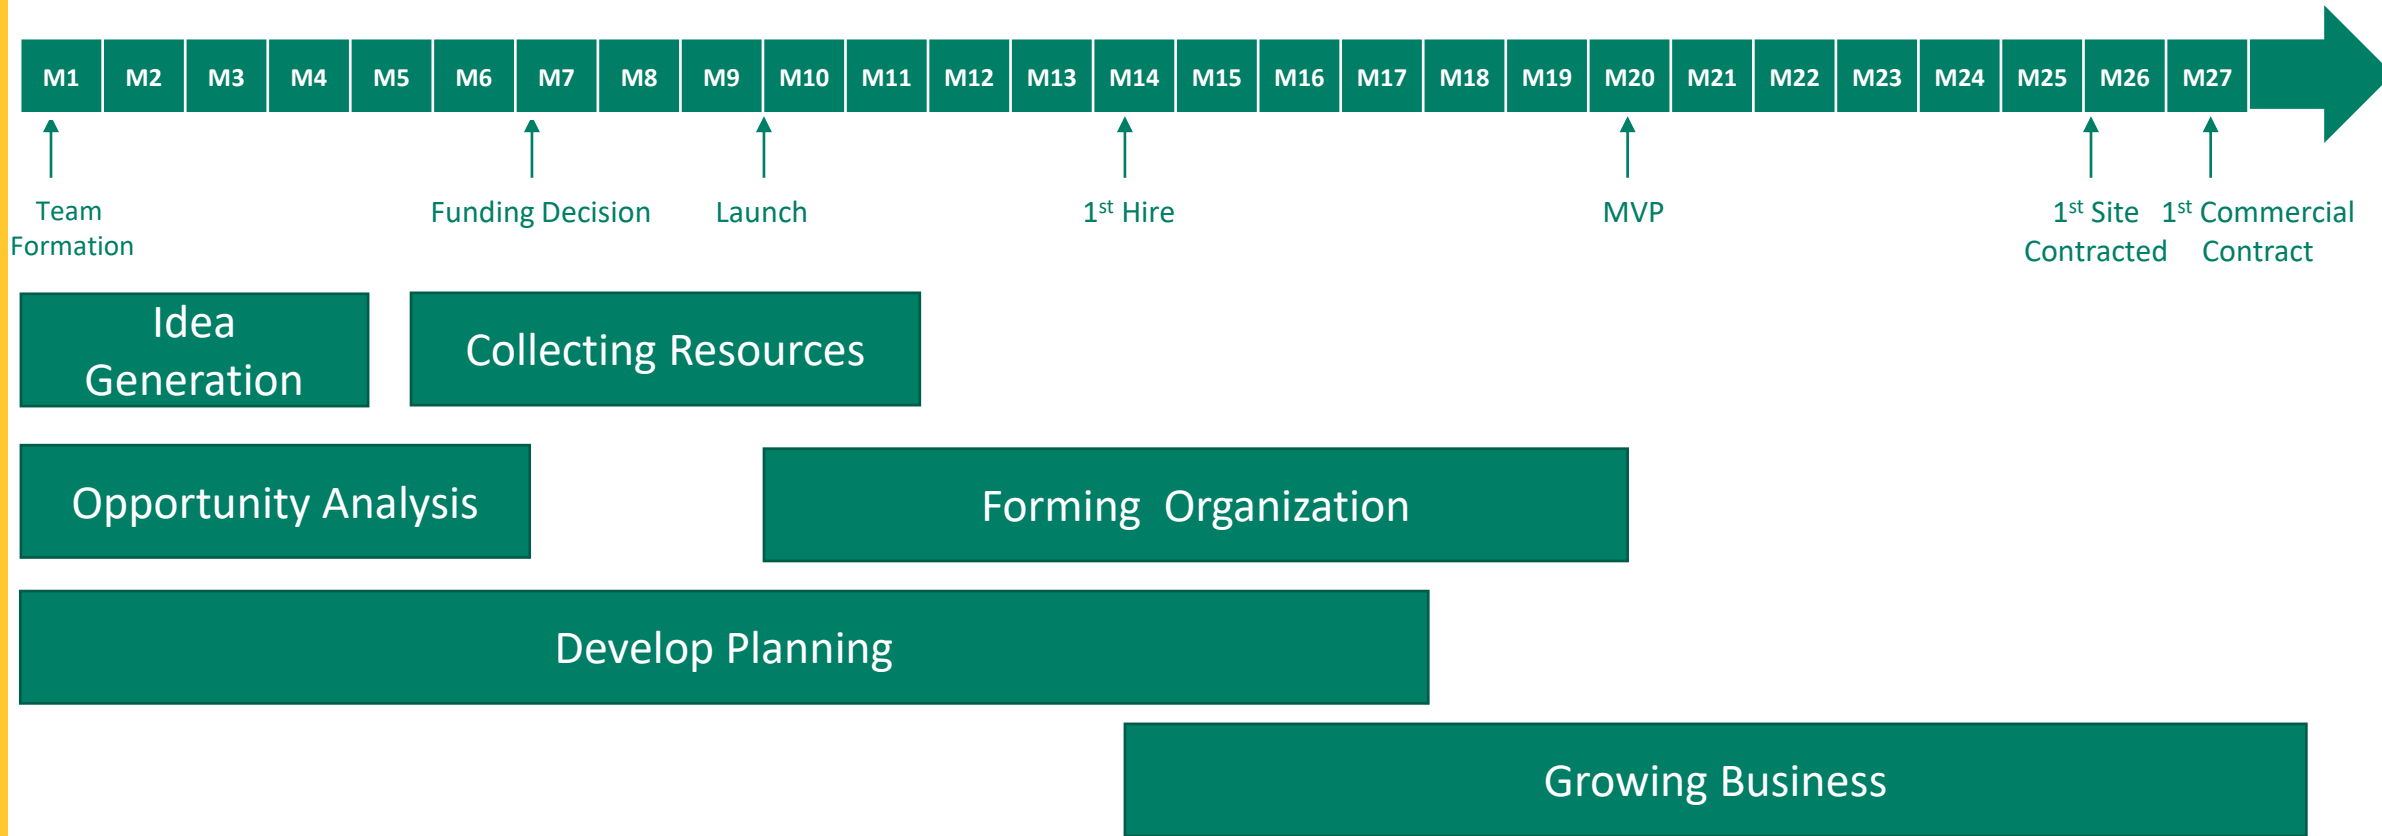 M1 M2 M3 M4 M5 M6 M7 M8 M9 M10 M11 M12 M13 M14 M15 M16 M17 M18 M19 M20 M21 M22 M23 M24 M25 M26 M27
Team
Formation
Funding Decision
Launch
1st Hire
MVP
1st Site
Contracted
1st Commercial
Contract
Idea
Generation
Collecting Resources
Opportunity Analysis
Forming Organization
Develop Planning
Growing Business